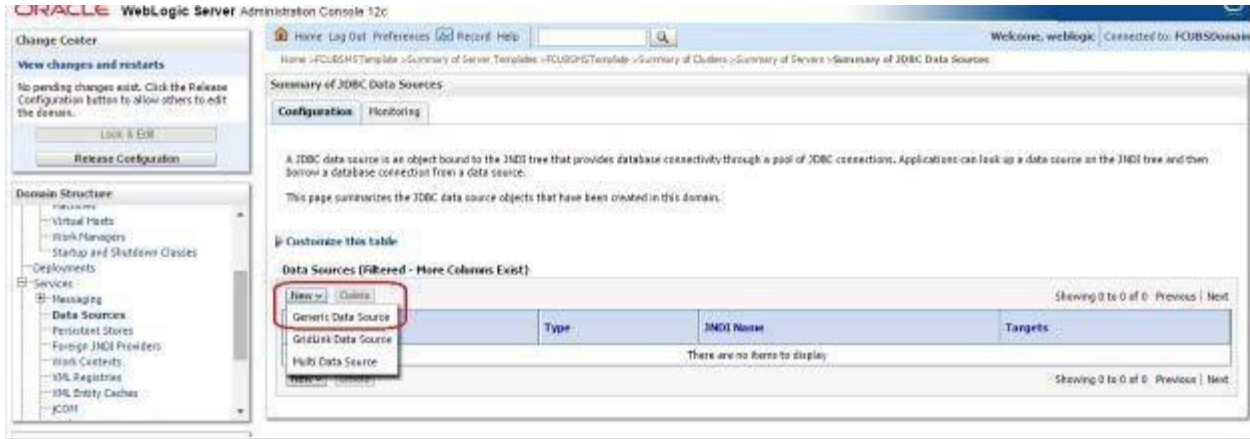 ORACLE WebLogic Server Administration Console 12c
Change Center
View changes and restarts
No pending changes exist. Click the Release
Configuration button to allow others to edit
the domain.
Lock & Edit
Release Configuration
Domain Structure
Machines
Virtual Hosts
Work Managers
Startup and Shutdown Classes
Deployments
Services
Messaging
Data Sources
Persistent Stores
Foreign JNDI Providers
Work Contexts
XML Registries
XML Entity Caches
jCOM
Home Log Out Preferences Record Help
Welcome, weblogic Connected to: FCUBSDomain
Home >FCUBSMSTemplate >Summary of Server Templates >FCUBSMSTemplate >Summary of Clusters >Summary of Servers >Summary of JDBC Data Sources
Summary of JDBC Data Sources
Configuration Monitoring
A JDBC data source is an object bound to the JNDI tree that provides database connectivity through a pool of JDBC connections. Applications can look up a data source on the JNDI tree and then
borrow a database connection from a data source.
This page summarizes the JDBC data source objects that have been created in this domain.
Customize this table
Data Sources (Filtered - More Columns Exist)
New Delete
Showing 0 to 0 of 0 Previous | Next
Generic Data Source
GridLink Data Source
Multi Data Source
Type JNDI Name Targets
There are no items to display
New Delete
Showing 0 to 0 of 0 Previous | Next